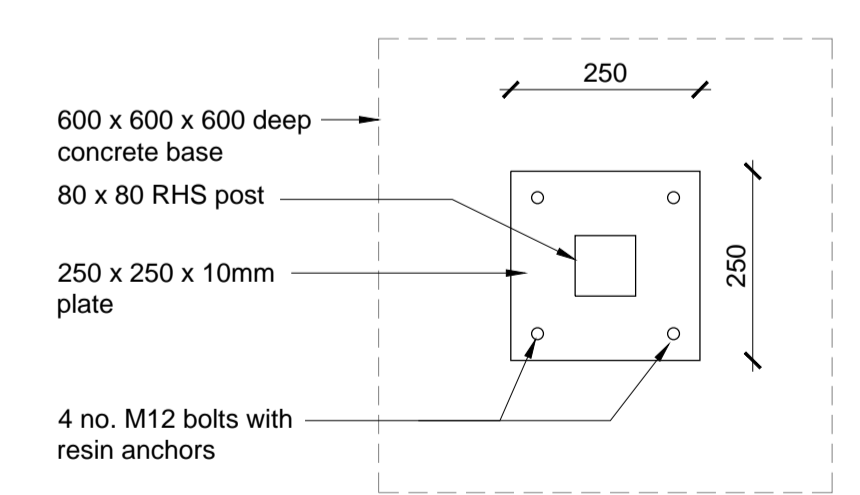 250
600 x 600 x 600 deep
concrete base
80 x 80 RHS post
250 x 250 x 10mm
plate
250
4 no. M12 bolts with
resin anchors